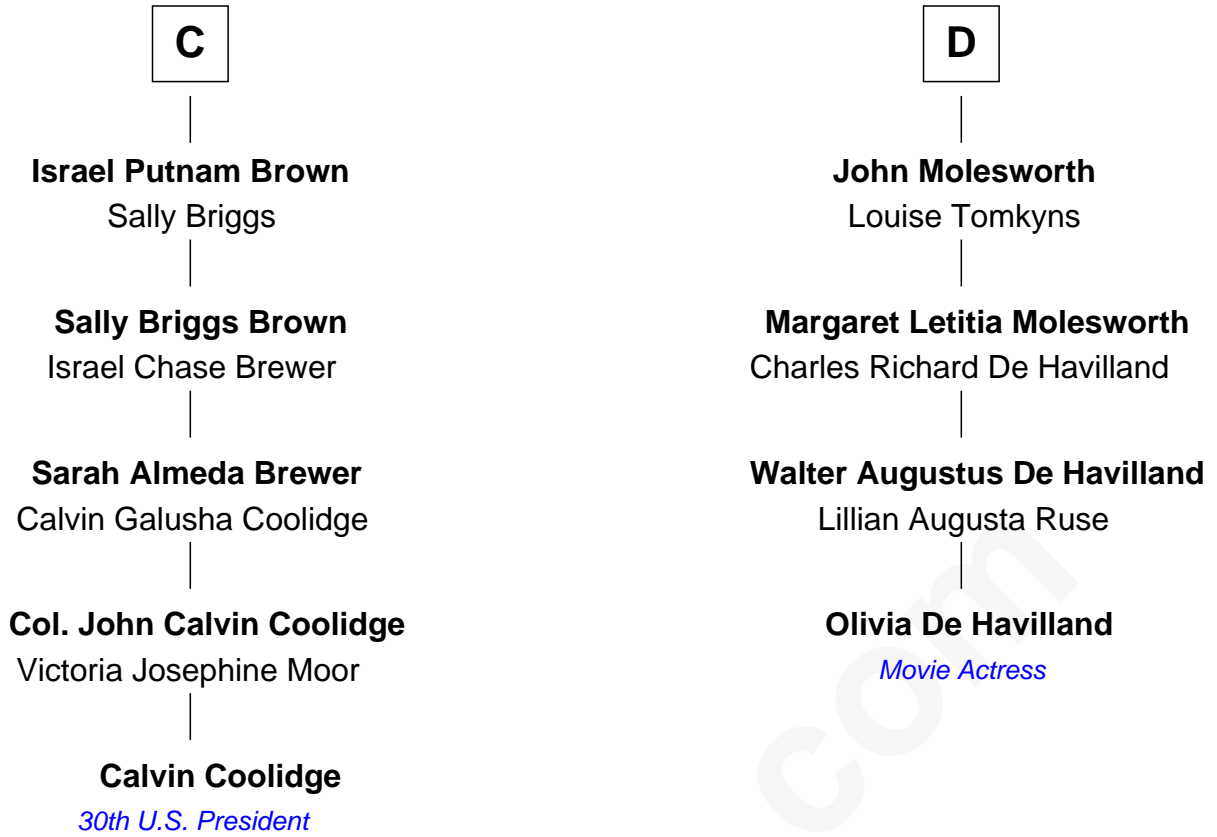 C
Israel Putnam Brown
Sally Briggs
Sally Briggs Brown
Israel Chase Brewer
Sarah Almeda Brewer
Calvin Galusha Coolidge
Col. John Calvin Coolidge
Victoria Josephine Moor
Calvin Coolidge
30th U.S. President
D
John Molesworth
Louise Tomkyns
Margaret Letitia Molesworth
Charles Richard De Havilland
Walter Augustus De Havilland
Lillian Augusta Ruse
Olivia De Havilland
Movie Actress
com